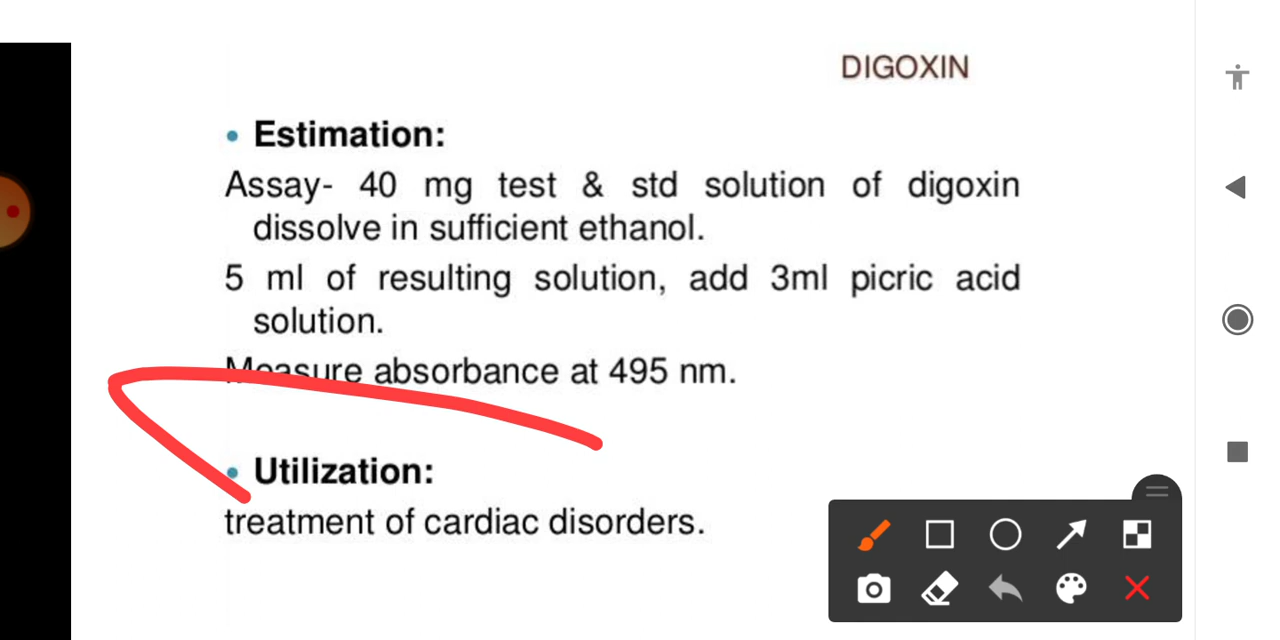 DIGOXIN
• Estimation:
Assay- 40 mg test & std solution of digoxin
dissolve in sufficient ethanol.
5 ml of resulting solution, add 3ml picric acid
solution.
Measure absorbance at 495 nm.
• Utilization:
treatment of cardiac disorders.